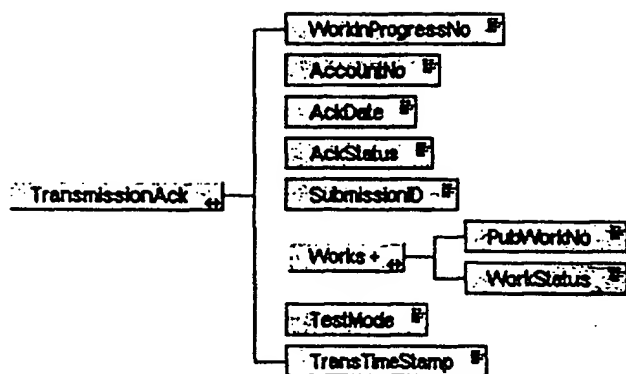 WorkInProgressNo
AccountNo
AckDate
AckStatus
TransmissionAck
SubmissionID
PubWorkNo
Works +
WorkStatus
TestMode
TransTimeStamp